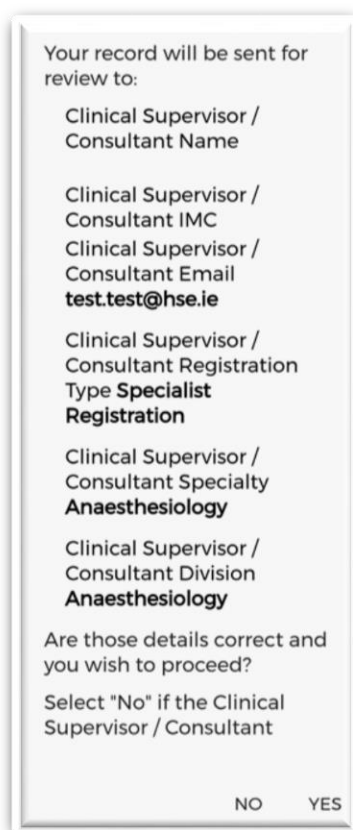 Your record will be sent for
review to:
Clinical Supervisor /
Consultant Name
Clinical Supervisor /
Consultant IMC
Clinical Supervisor /
Consultant Email
test.test@hse.ie
Clinical Supervisor /
Consultant Registration
Type Specialist
Registration
Clinical Supervisor /
Consultant Specialty
Anaesthesiology
Clinical Supervisor /
Consultant Division
Anaesthesiology
Are those details correct and
you wish to proceed?
Select "No" if the Clinical
Supervisor / Consultant
NO YES